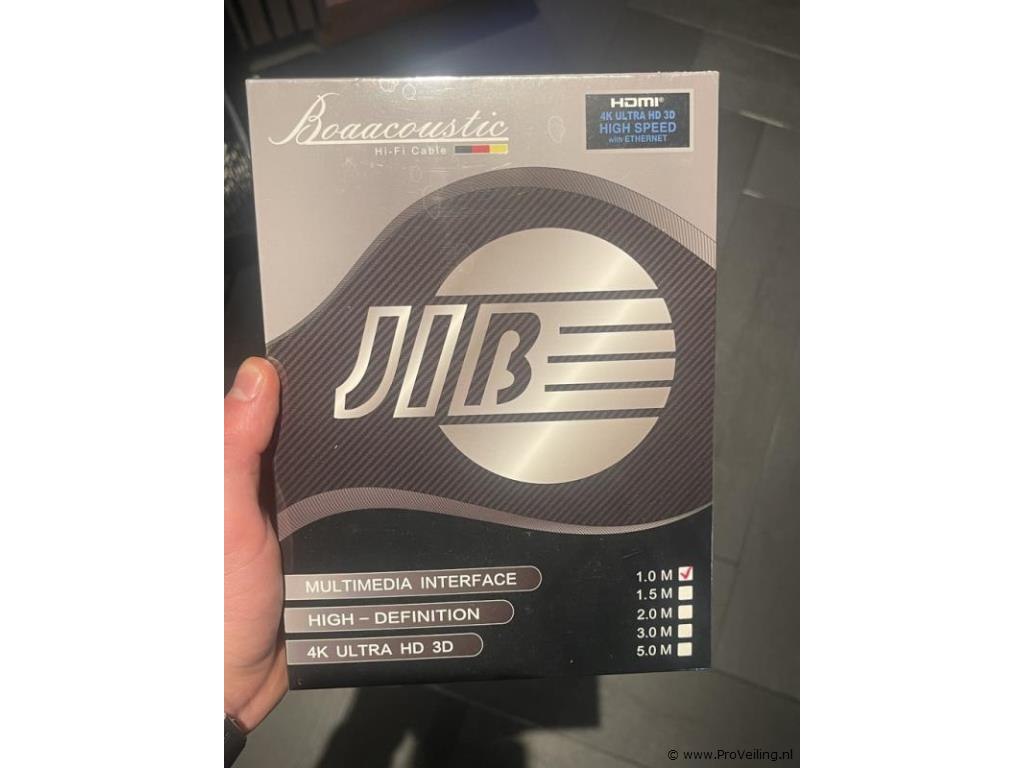 Boaacoustic
Hi-Fi Cable
HDMI®
4K ULTRA HD 3D
HIGH SPEED
with ETHERNET
JIB
MULTIMEDIA INTERFACE
HIGH – DEFINITION
4K ULTRA HD 3D
1.0 M
1.5 M
2.0 M
3.0 M
5.0 M
© www.ProVeiling.nl